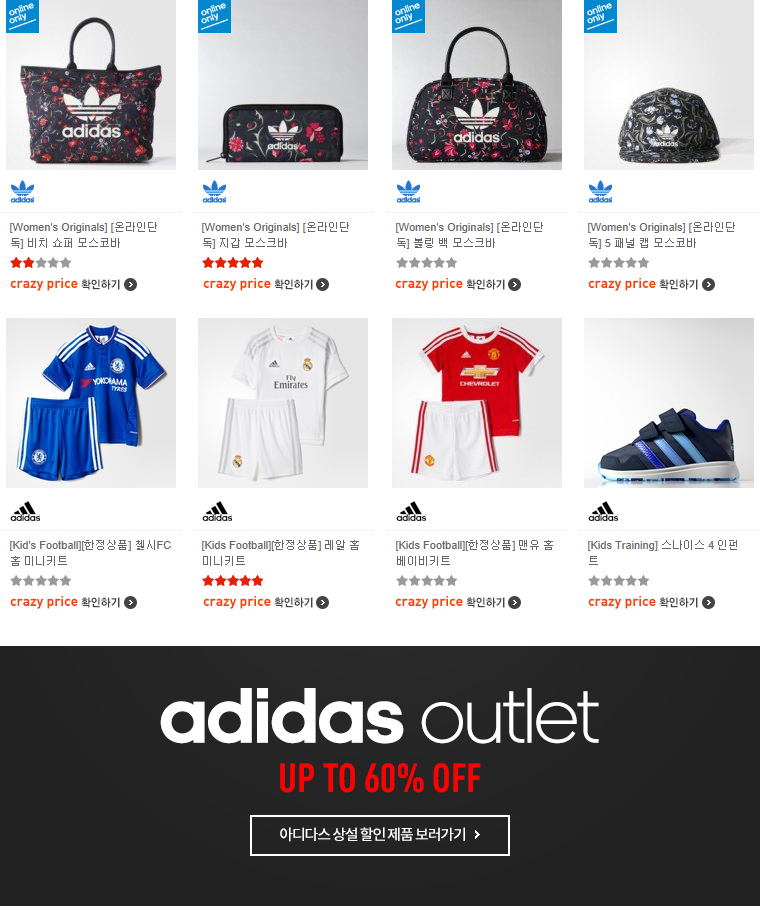 online only
online only
online only
online only
adidas
adidas
adidas
adidas
adidas
adidas
adidas
adidas
[Women's Originals] [온라인단
독] 비치 쇼퍼 모스코바
[Women's Originals] [온라인단
독] 지갑 모스크바
[Women's Originals] [온라인단
독] 볼링 백 모스크바
[Women's Originals] [온라인단
독] 5 패널 캡 모스코바
crazy price 확인하기
crazy price 확인하기
crazy price 확인하기
crazy price 확인하기
YOKOHAMA
TYRES
Fly
Emirates
CHEVROLET
adidas
adidas
adidas
adidas
[Kid's Football][한정상품] 첼시FC
홈 미니키트
[Kids Football][한정상품] 레알 홈
미니키트
[Kids Football][한정상품] 맨유 홈
베이비키트
[Kids Training] 스나이스 4 인펀
트
crazy price 확인하기
crazy price 확인하기
crazy price 확인하기
crazy price 확인하기
adidas outlet
UP TO 60% OFF
아디다스 상설 할인 제품 보러가기